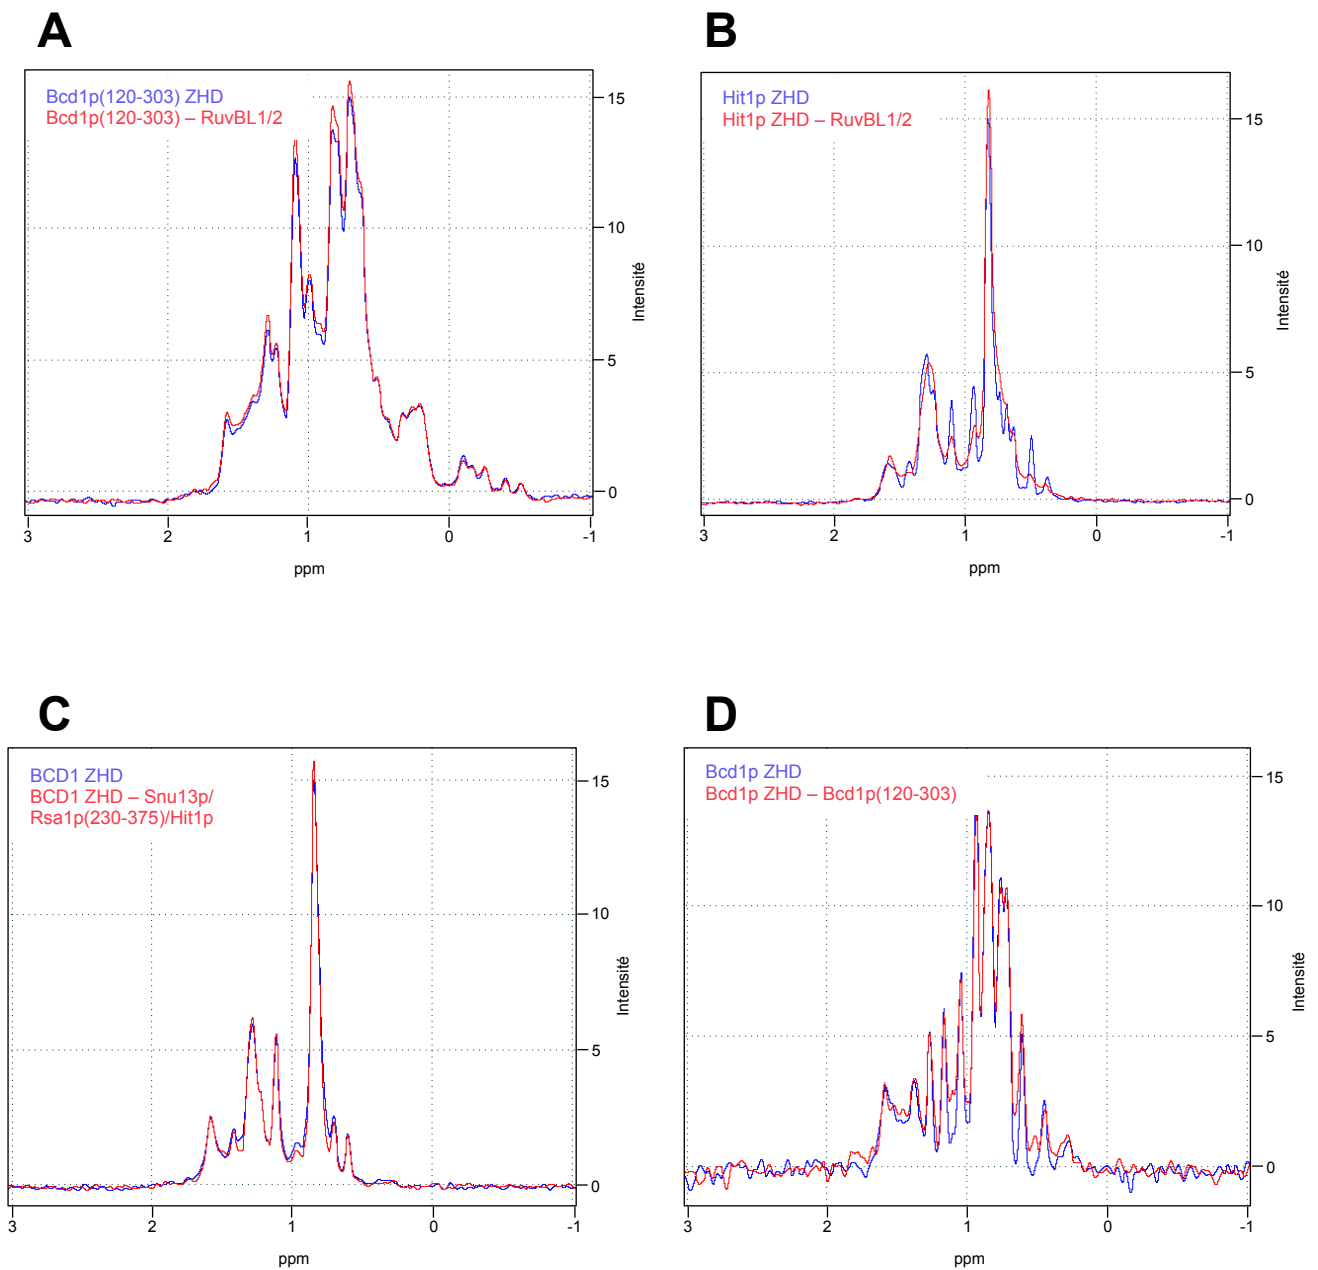 A
Bcd1p(120-303) ZHD
Bcd1p(120-303) – RuvBL1/2
15
10
5
0
Intensité
3 2 1 0 -1
ppm
B
Hit1p ZHD
Hit1p ZHD – RuvBL1/2
15
10
5
0
Intensité
3 2 1 0 -1
ppm
C
BCD1 ZHD
BCD1 ZHD – Snu13p/
Rsa1p(230-375)/Hit1p
15
10
5
0
Intensité
3 2 1 0 -1
ppm
D
Bcd1p ZHD
Bcd1p ZHD – Bcd1p(120-303)
15
10
5
0
Intensité
3 2 1 0 -1
ppm